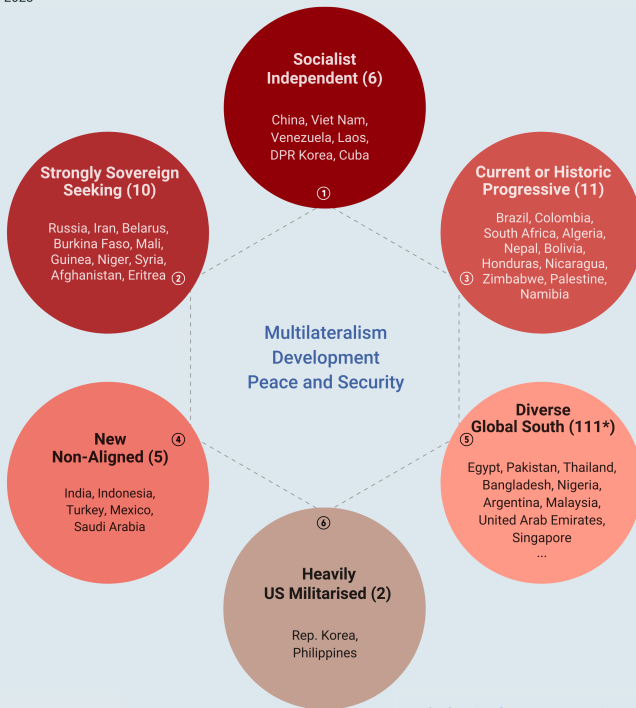 Socialist
Independent (6)
China, Viet Nam,
Venezuela, Laos,
DPR Korea, Cuba
①
Strongly Sovereign
Seeking (10)
Russia, Iran, Belarus,
Burkina Faso, Mali,
Guinea, Niger, Syria,
Afghanistan, Eritrea
②
Current or Historic
Progressive (11)
Brazil, Colombia,
South Africa, Algeria,
Nepal, Bolivia,
Honduras, Nicaragua,
Zimbabwe, Palestine,
Namibia
③
Multilateralism
Development
Peace and Security
New
Non-Aligned (5)
④
India, Indonesia,
Turkey, Mexico,
Saudi Arabia
Diverse
Global South (111*)
⑤
Egypt, Pakistan, Thailand,
Bangladesh, Nigeria,
Argentina, Malaysia,
United Arab Emirates,
Singapore
...
⑥
Heavily
US Militarised (2)
Rep. Korea,
Philippines